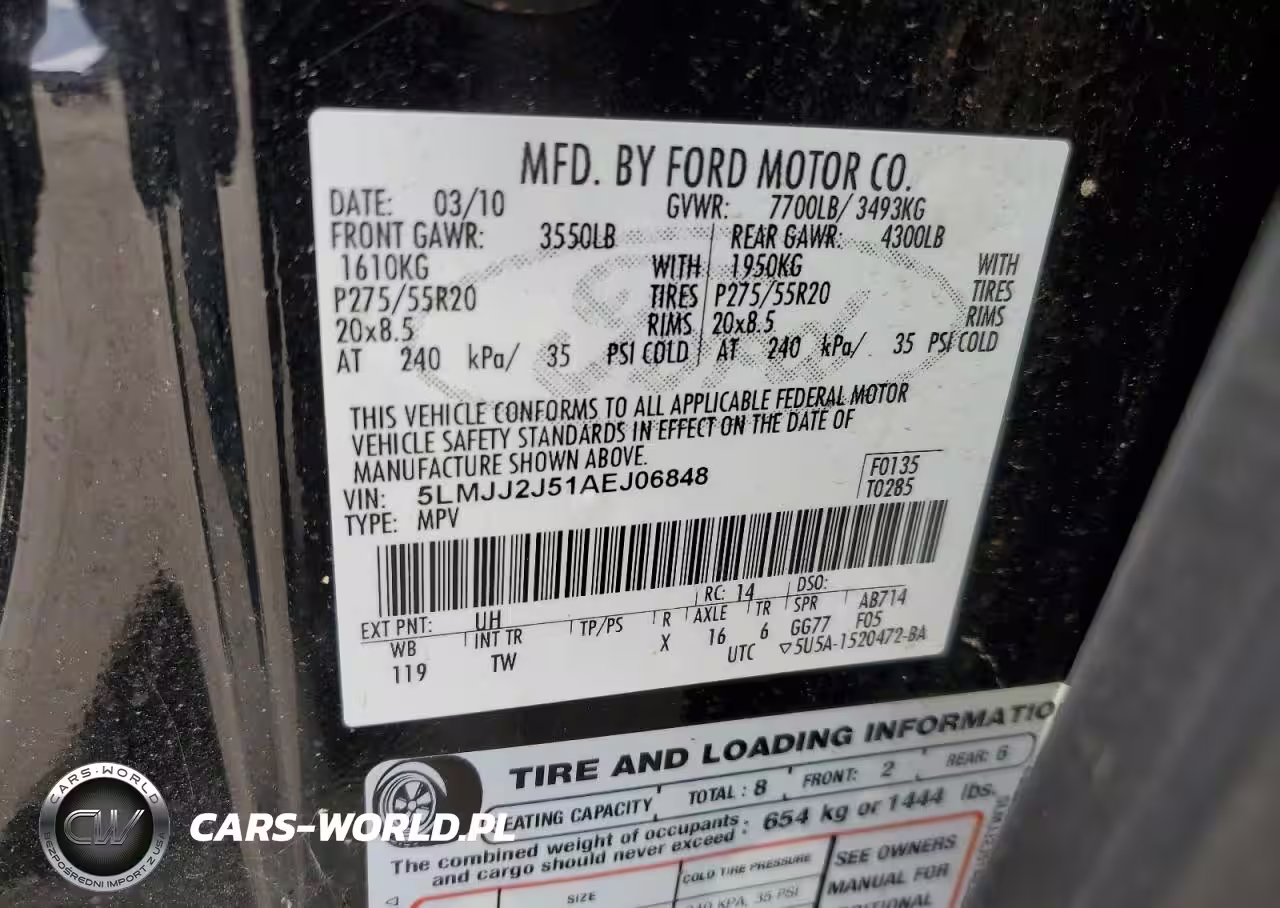 MFD. BY FORD MOTOR CO.
DATE: 03/10 GVWR: 7700LB/ 3493KG
FRONT GAWR: 3550LB REAR GAWR: 4300LB
1610KG WITH 1950KG WITH
P275/55R20 TIRES P275/55R20 TIRES
20x8.5 RIMS 20x8.5 RIMS
AT 240 kPa/ 35 PSI COLD AT 240 kPa/ 35 PSI COLD
THIS VEHICLE CONFORMS TO ALL APPLICABLE FEDERAL MOTOR
VEHICLE SAFETY STANDARDS IN EFFECT ON THE DATE OF
MANUFACTURE SHOWN ABOVE.
VIN: 5LMJJ2J51AEJ06848 F0135
TYPE: MPV T0285
EXT PNT: UH RC: 14 DSO:
WB INT TR TP/PS R AXLE TR SPR AB714
119 TW X 16 6 GG77 F05
UTC ▽5U5A-1520472-BA
TIRE AND LOADING INFORMATIO
EATING CAPACITY TOTAL : 8 FRONT: 2 REAR: 6
The combined weight of occupants : 654 kg or 1444 lbs.
and cargo should never exceed :
SIZE COLD TIRE PRESSURE SEE OWNERS
KPA, 35 PSI MANUAL FOR
CARS-WORLD
CW
BEZPOŚREDNI IMPORT Z USA
CARS-WORLD.PL